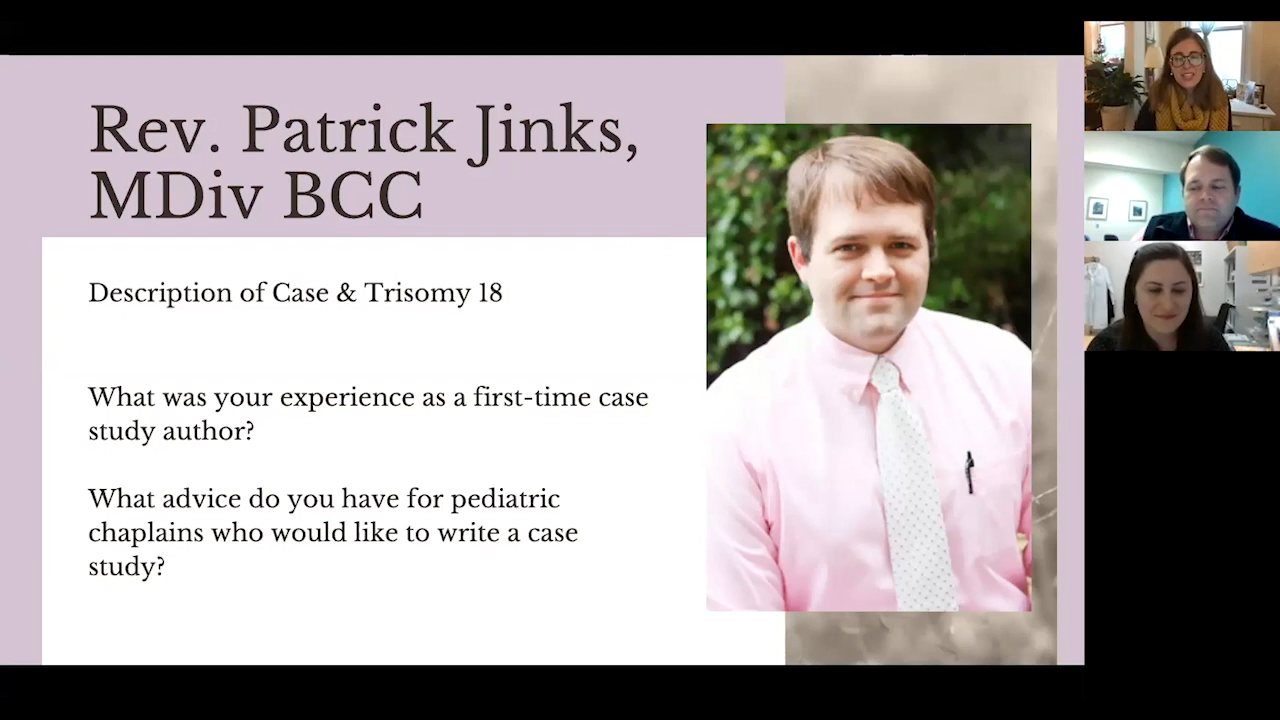 Rev. Patrick Jinks,
MDiv BCC
Description of Case & Trisomy 18
What was your experience as a first-time case
study author?
What advice do you have for pediatric
chaplains who would like to write a case
study?